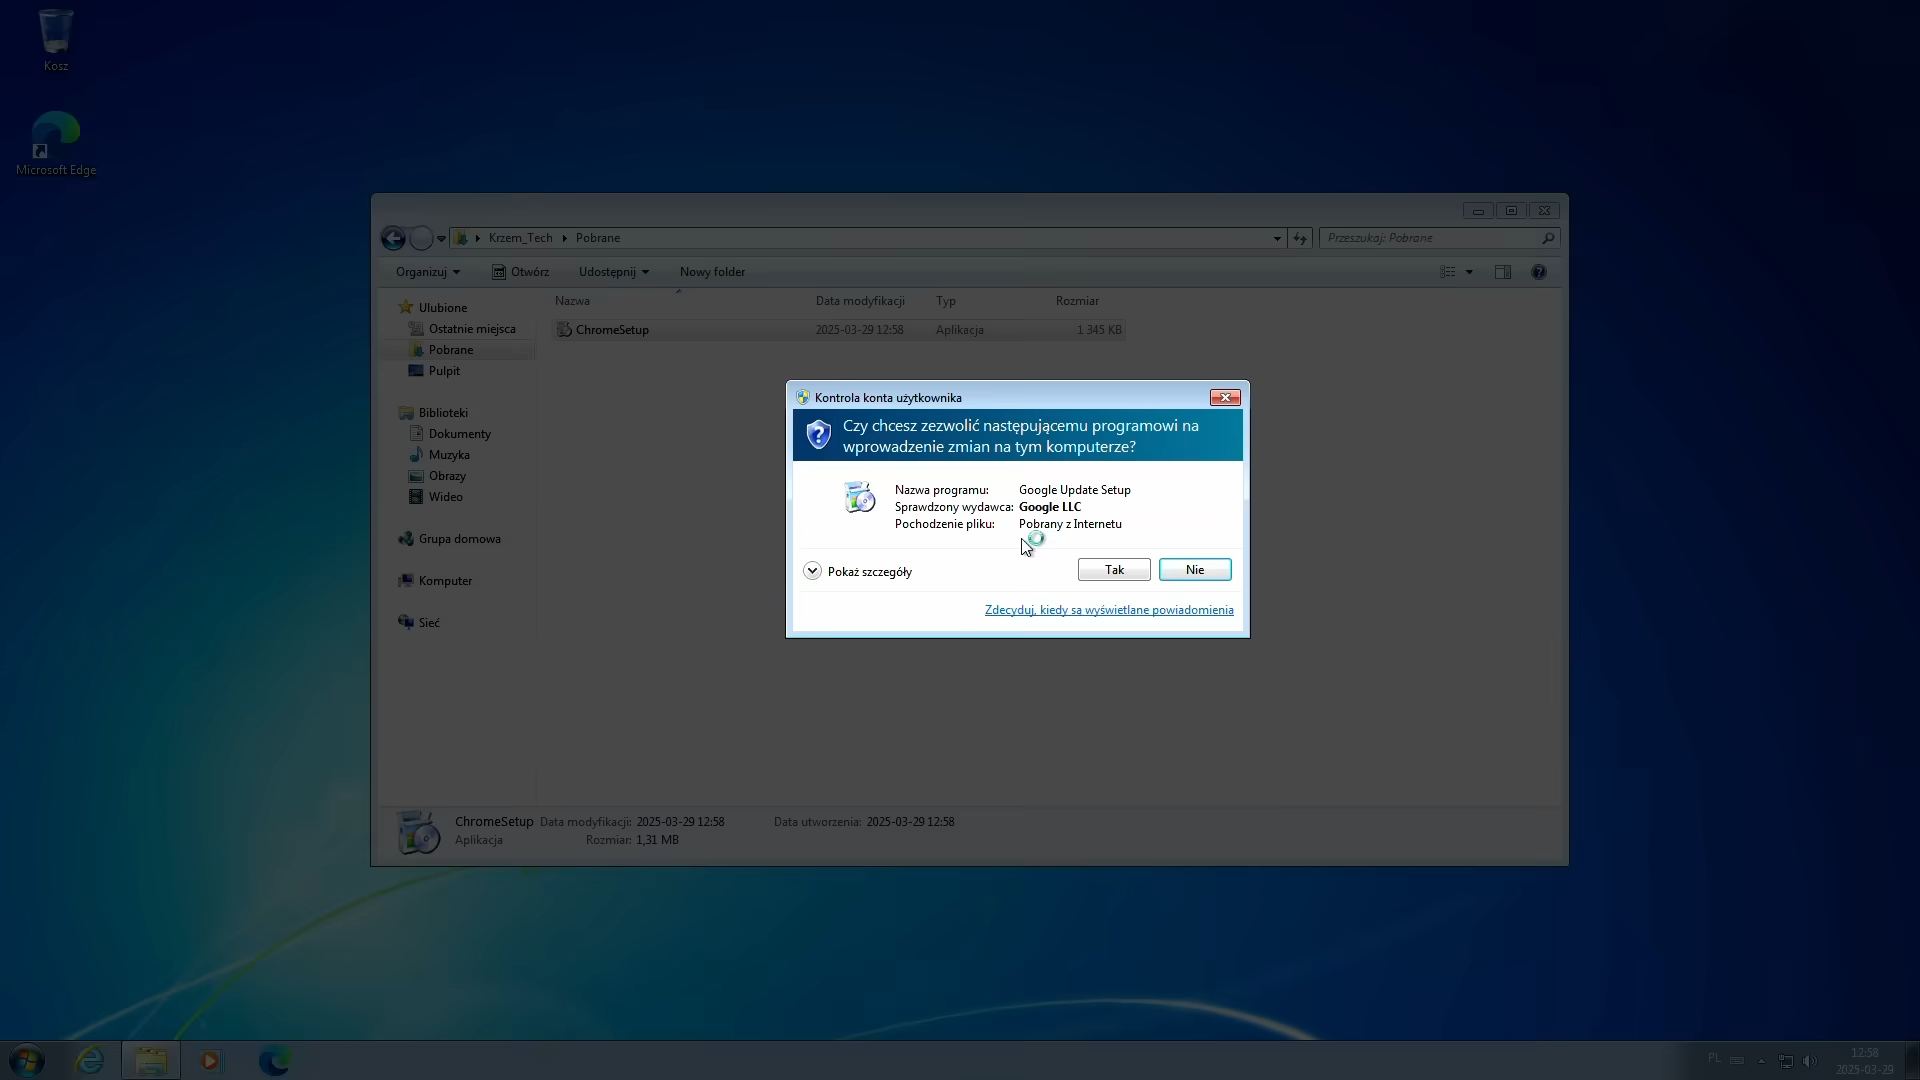 Kosz
Microsoft Edge
Krzem_Tech
Pobrane
Przeszukaj: Pobrane
Organizuj
Otwórz
Udostępnij
Nowy folder
Nazwa
Data modyfikacji
Typ
Rozmiar
Ulubione
Ostatnie miejsca
Pobrane
Pulpit
Biblioteki
Dokumenty
Muzyka
Obrazy
Wideo
Grupa domowa
Komputer
Sieć
ChromeSetup
2025-03-29 12:58
Aplikacja
1 345 KB
Kontrola konta użytkownika
Czy chcesz zezwolić następującemu programowi na
wprowadzenie zmian na tym komputerze?
Nazwa programu: Google Update Setup
Sprawdzony wydawca: Google LLC
Pochodzenie pliku: Pobrany z Internetu
Pokaż szczegóły
Tak
Nie
Zdecyduj, kiedy są wyświetlane powiadomienia
ChromeSetup Data modyfikacji: 2025-03-29 12:58 Data utworzenia: 2025-03-29 12:58
Aplikacja Rozmiar: 1,31 MB
PL
12:58
2025-03-29